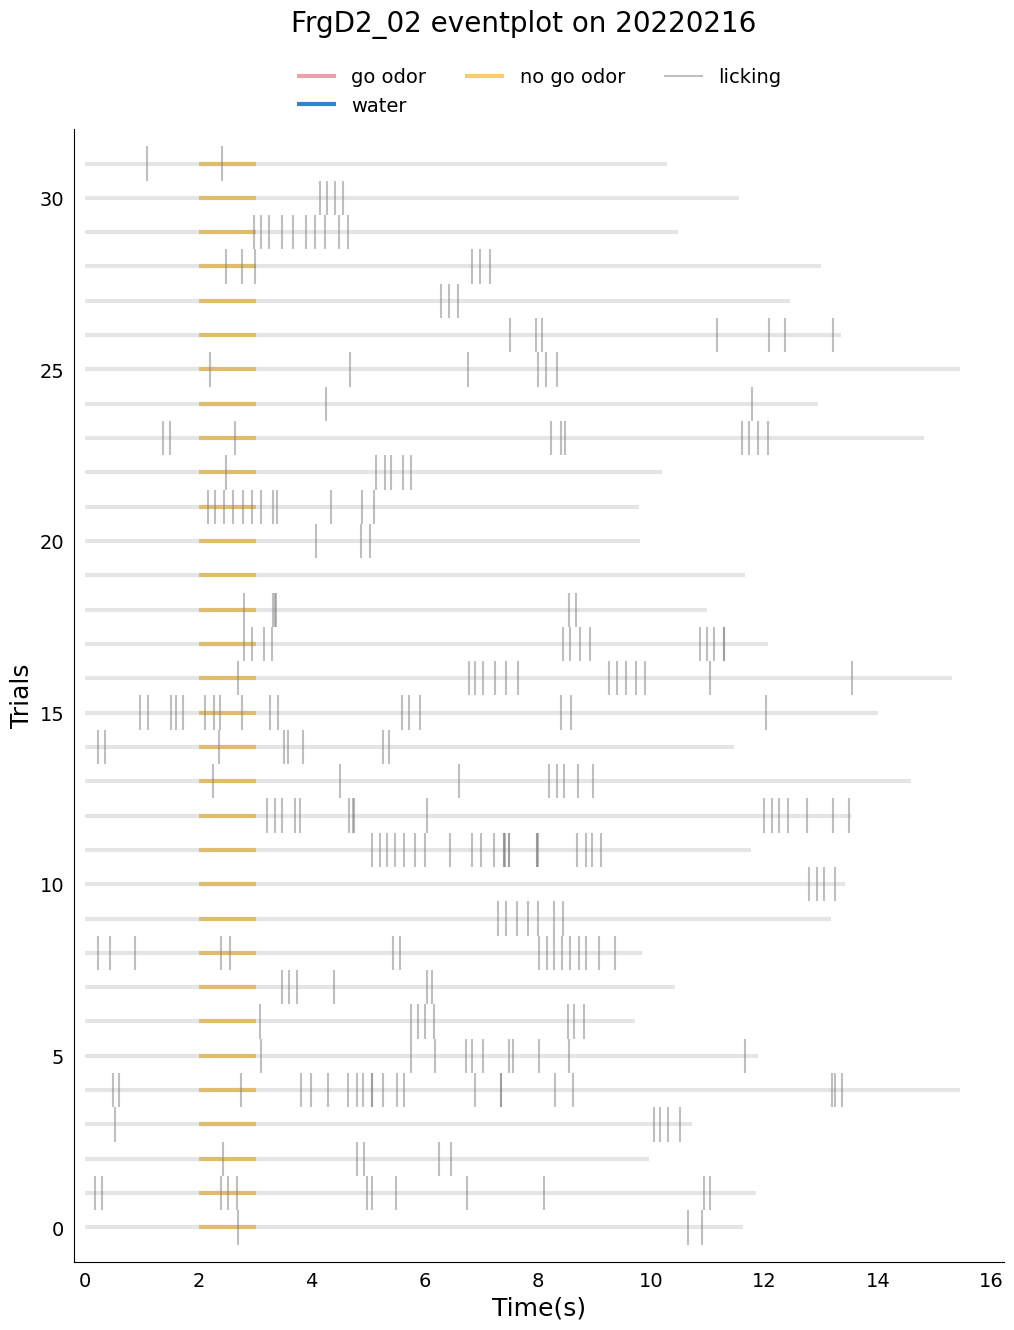 FrgD2_02 eventplot on 20220216
go odor
no go odor
licking
water
30
25
20
15
10
5
0
Trials
0 2 4 6 8 10 12 14 16
Time(s)